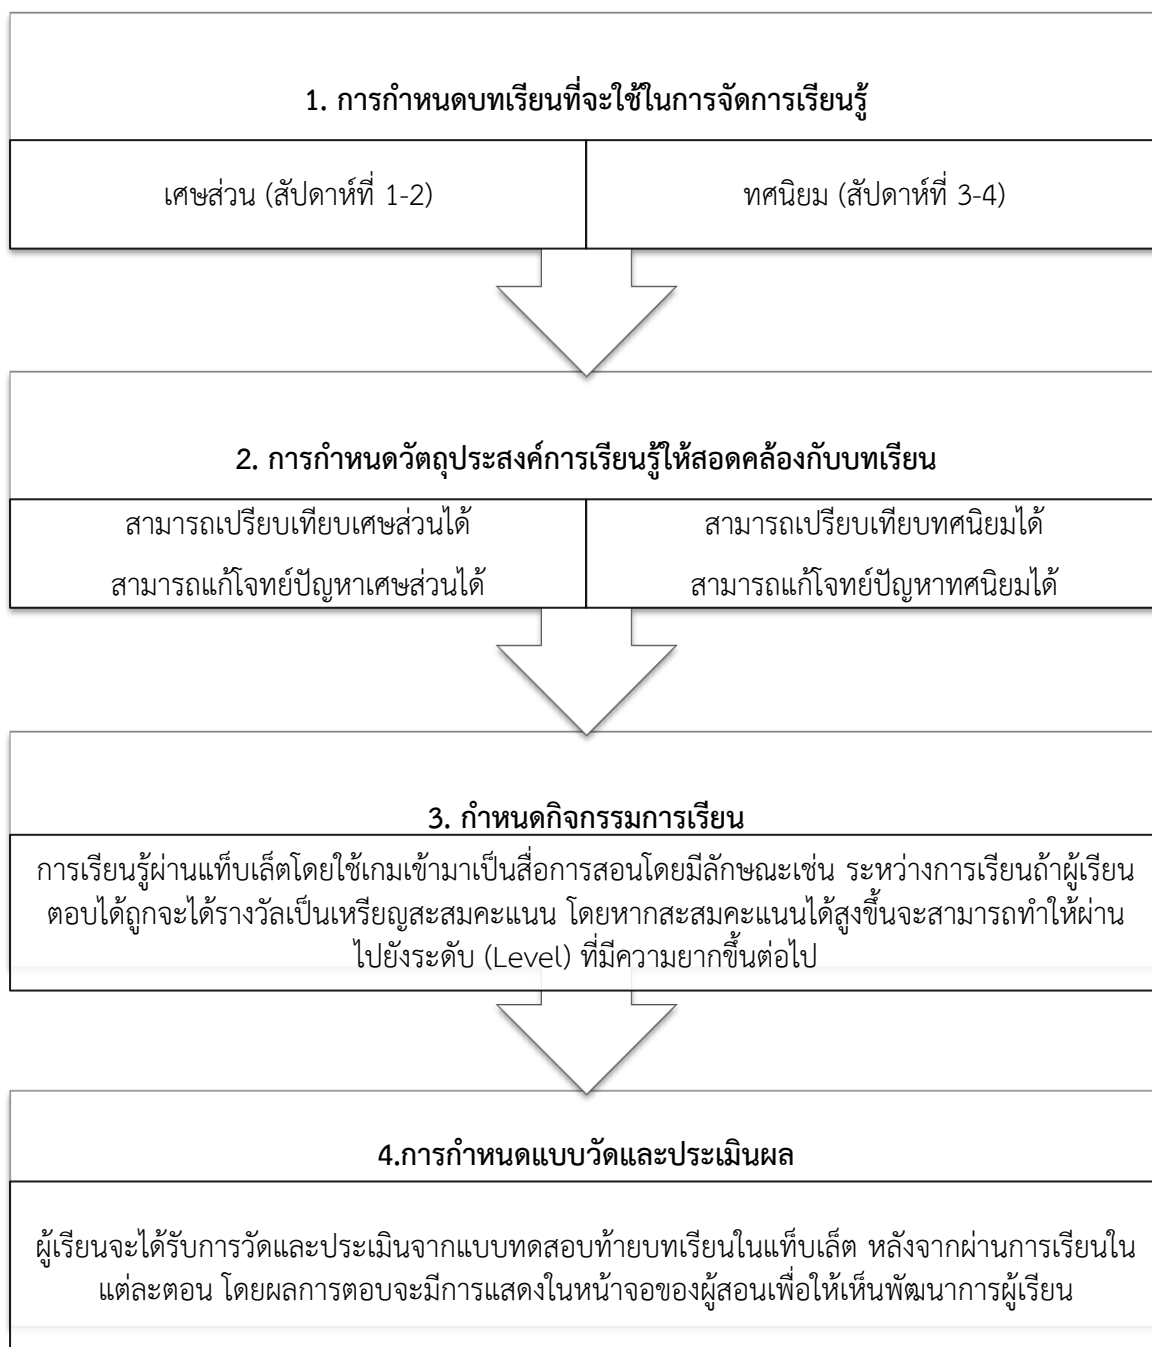 1. การกำหนดบทเรียนที่จะใช้ในการจัดการเรียนรู้
เศษส่วน (สัปดาห์ที่ 1-2)
ทศนิยม (สัปดาห์ที่ 3-4)
2. การกำหนดวัตถุประสงค์การเรียนรู้ให้สอดคล้องกับบทเรียน
สามารถเปรียบเทียบเศษส่วนได้
สามารถแก้โจทย์ปัญหาเศษส่วนได้
สามารถเปรียบเทียบทศนิยมได้
สามารถแก้โจทย์ปัญหาทศนิยมได้
3. กำหนดกิจกรรมการเรียน
การเรียนรู้ผ่านแท็บเล็ตโดยใช้เกมเข้ามาเป็นสื่อการสอนโดยมีลักษณะเช่น ระหว่างการเรียนถ้าผู้เรียน
ตอบได้ถูกจะได้รางวัลเป็นเหรียญสะสมคะแนน โดยหากสะสมคะแนนได้สูงขึ้นจะสามารถทำให้ผ่าน
ไปยังระดับ (Level) ที่มีความยากขึ้นต่อไป
4.การกำหนดแบบวัดและประเมินผล
ผู้เรียนจะได้รับการวัดและประเมินจากแบบทดสอบท้ายบทเรียนในแท็บเล็ต หลังจากผ่านการเรียนใน
แต่ละตอน โดยผลการตอบจะมีการแสดงในหน้าจอของผู้สอนเพื่อให้เห็นพัฒนาการผู้เรียน